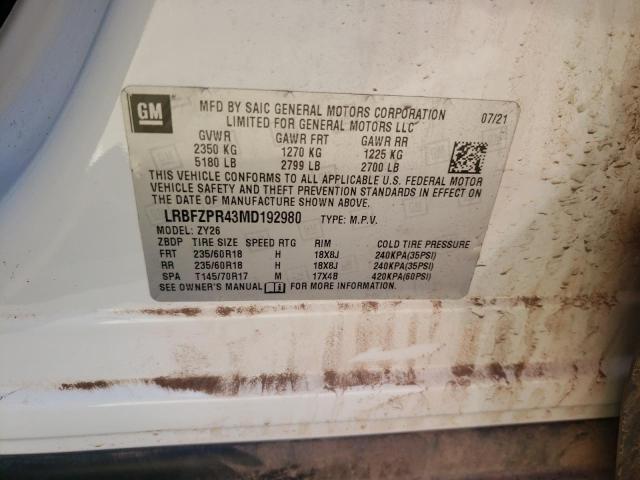 GM
MFD BY SAIC GENERAL MOTORS CORPORATION 07/21
LIMITED FOR GENERAL MOTORS LLC
GVWR GAWR FRT GAWR RR
2350 KG 1270 KG 1225 KG
5180 LB 2799 LB 2700 LB
THIS VEHICLE CONFORMS TO ALL APPLICABLE U.S. FEDERAL MOTOR
VEHICLE SAFETY AND THEFT PREVENTION STANDARDS IN EFFECT ON
THE DATE OF MANUFACTURE SHOWN ABOVE.
LRBFZPR43MD192980 TYPE: M.P.V.
MODEL: ZY26
ZBDP TIRE SIZE SPEED RTG RIM COLD TIRE PRESSURE
FRT 235/60R18 H 18X8J 240KPA(35PSI)
RR 235/60R18 H 18X8J 240KPA(35PSI)
SPA T145/70R17 M 17X4B 420KPA(60PSI)
SEE OWNER'S MANUAL FOR MORE INFORMATION